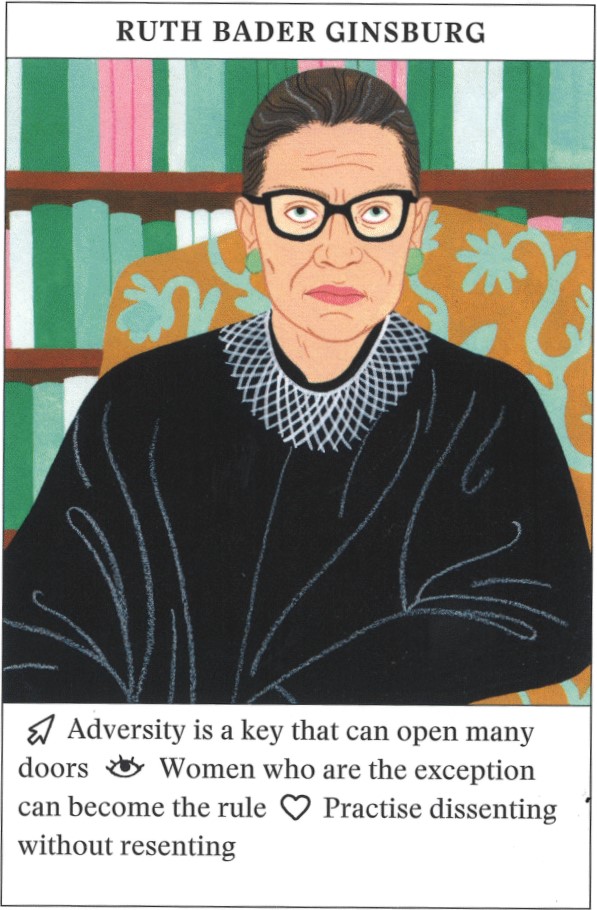 RUTH BADER GINSBURG
Adversity is a key that can open many
doors Women who are the exception
can become the rule Practise dissenting
without resenting